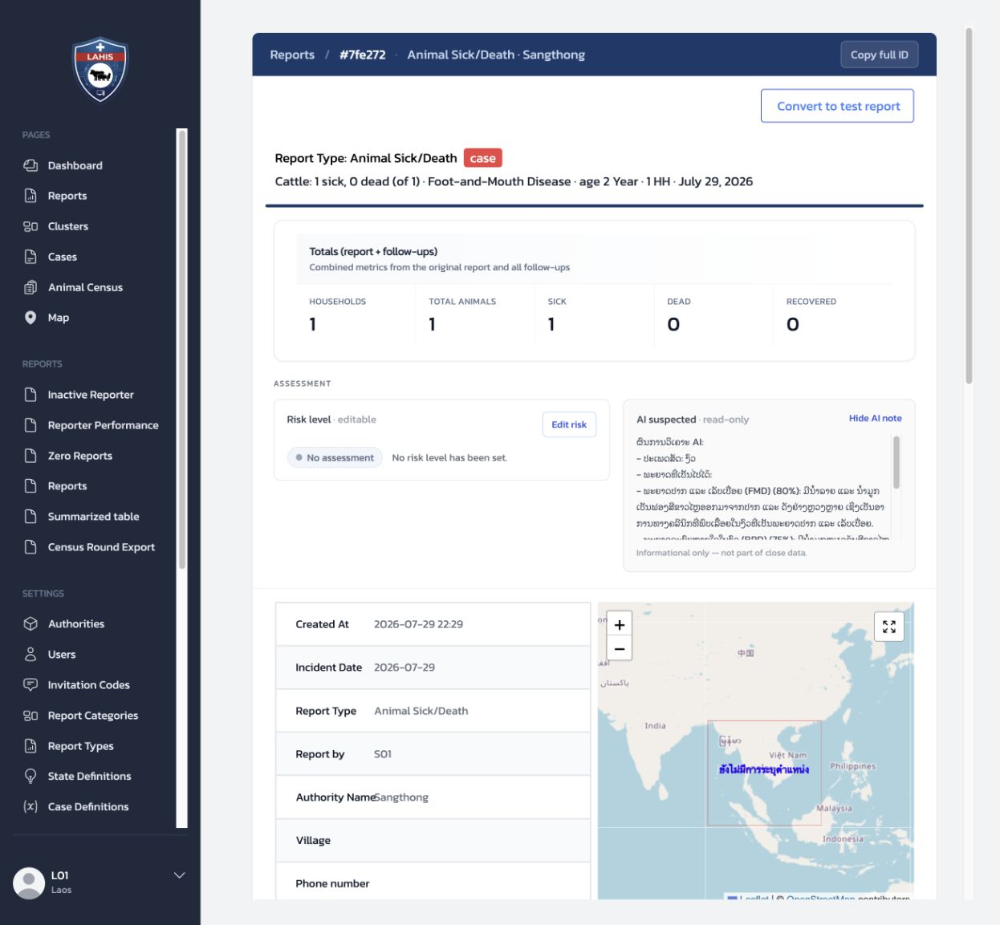 LAHIS
PAGES
Dashboard
Reports
Clusters
Cases
Animal Census
Map
REPORTS
Inactive Reporter
Reporter Performance
Zero Reports
Reports
Summarized table
Census Round Export
SETTINGS
Authorities
Users
Invitation Codes
Report Categories
Report Types
State Definitions
Case Definitions
L01
Laos
Reports / #7fe272 · Animal Sick/Death · Sangthong
Copy full ID
Convert to test report
Report Type: Animal Sick/Death case
Cattle: 1 sick, 0 dead (of 1) · Foot-and-Mouth Disease · age 2 Year · 1 HH · July 29, 2026
Totals (report + follow-ups)
Combined metrics from the original report and all follow-ups
HOUSEHOLDS TOTAL ANIMALS SICK DEAD RECOVERED
1 1 1 0 0
ASSESSMENT
Risk level · editable
Edit risk
No assessment No risk level has been set.
AI suspected · read-only
Hide AI note
ຜົນການວິເຄາະ AI:
- ປະເພດສັດ: ງົວ
- ພະຍາດທີ່ເປັນໄປໄດ້:
- ພະຍາດປາກ ແລະ ເລັບເປື່ອຍ (FMD) (80%): ມີນ້ຳລາຍ ແລະ ນ້ຳມູກ
ເປັນຟອງສີຂາວໄຫຼອອກມາຈາກປາກ ແລະ ດັງຢ່າງຫຼວງຫຼາຍ ເຊິ່ງເປັນອາ
ການທາງຄລີນິກທີ່ພົບເລື້ອຍໃນງົວທີ່ເປັນພະຍາດປາກ ແລະ ເລັບເປື່ອຍ.
Informational only — not part of close data.
Created At 2026-07-29 22:29
Incident Date 2026-07-29
Report Type Animal Sick/Death
Report by S01
Authority Name Sangthong
Village
Phone number
+
−
中国
پاکستان
India
မြန်မာ
Việt Nam
Philippines
ยังไม่มีการระบุตำแหน่ง
Malaysia
Indonesia
Leaflet | © OpenStreetMap contributors